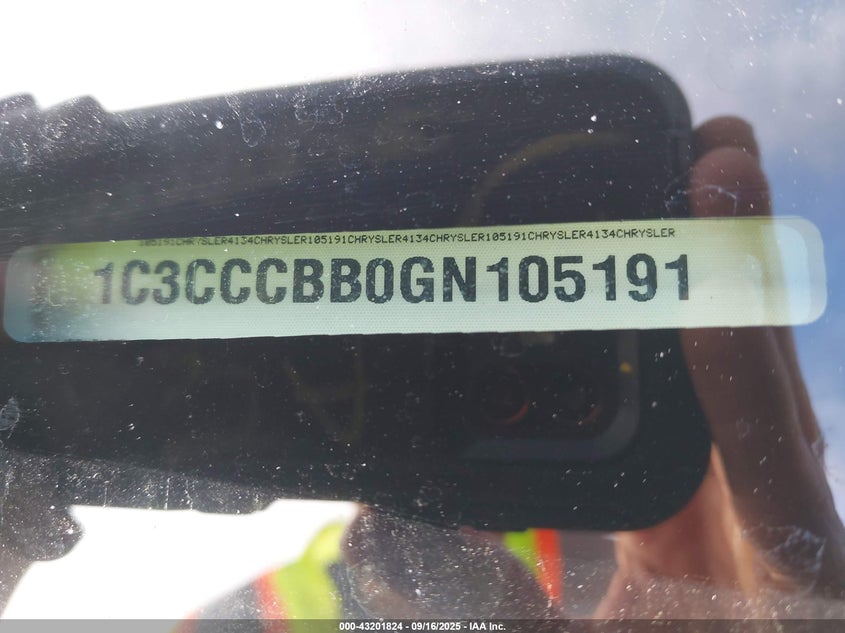 105191CHRYSLER4134CHRYSLER105191CHRYSLER4134CHRYSLER105191CHRYSLER4134CHRYSLER
1C3CCCBB0GN105191
000-43201824 - 09/16/2025 - IAA Inc.